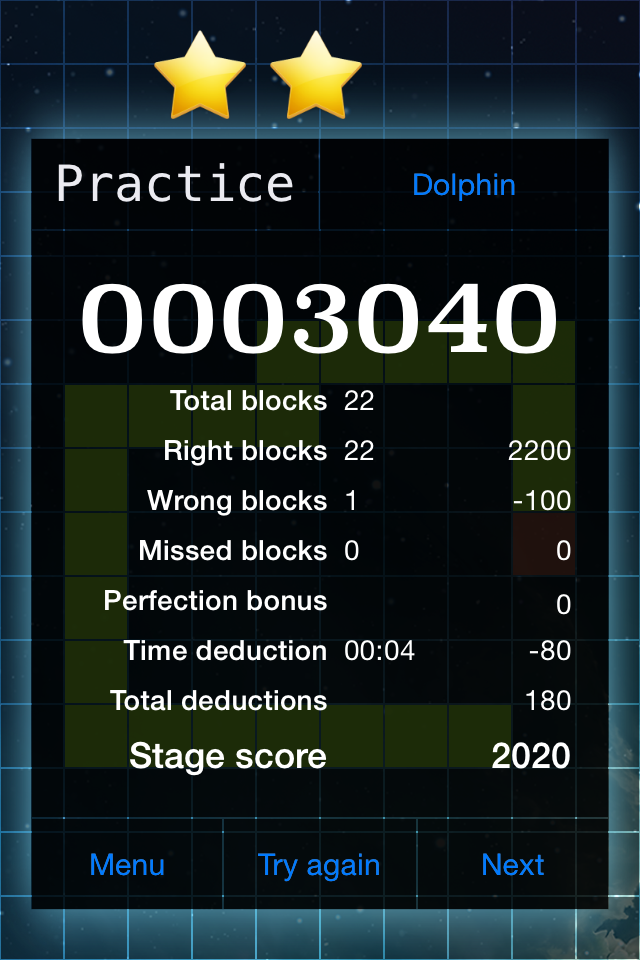 Practice Dolphin
0003040
Total blocks 22
Right blocks 22 2200
Wrong blocks 1 -100
Missed blocks 0 0
Perfection bonus 0
Time deduction 00:04 -80
Total deductions 180
Stage score 2020
Menu Try again Next